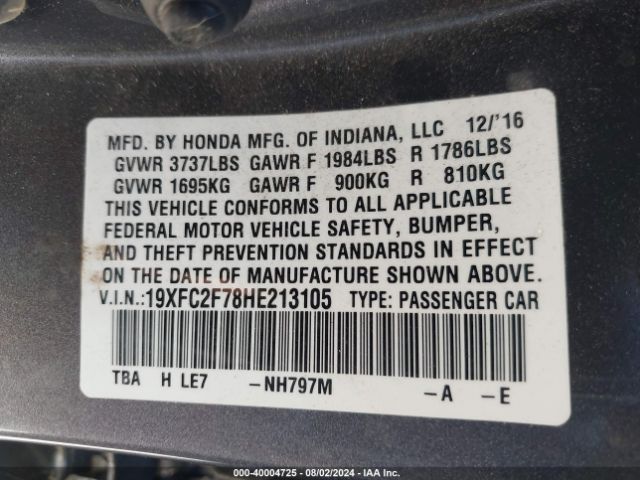 MFD. BY HONDA MFG. OF INDIANA, LLC 12/'16
GVWR 3737LBS GAWR F 1984LBS R 1786LBS
GVWR 1695KG GAWR F 900KG R 810KG
THIS VEHICLE CONFORMS TO ALL APPLICABLE
FEDERAL MOTOR VEHICLE SAFETY, BUMPER,
AND THEFT PREVENTION STANDARDS IN EFFECT
ON THE DATE OF MANUFACTURE SHOWN ABOVE.
V.I.N.:19XFC2F78HE213105 TYPE: PASSENGER CAR
TBA H LE7 –NH797M –A –E
000-40004725 - 08/02/2024 - IAA Inc.